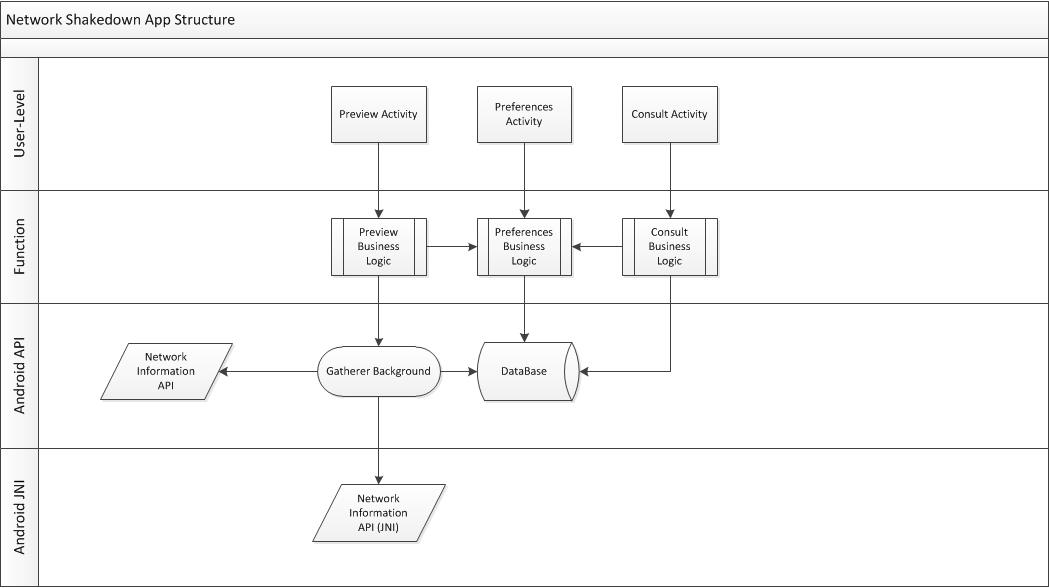 Network Shakedown App Structure
User-Level
Preview Activity
Preferences
Activity
Consult Activity
Function
Preview
Business
Logic
Preferences
Business
Logic
Consult
Business
Logic
Android API
Network
Information
API
Gatherer Background
DataBase
Android JNI
Network
Information
API (JNI)